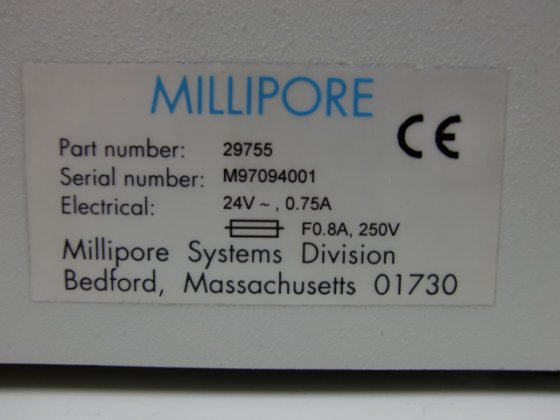 MILLIPORE
CE
Part number: 29755
Serial number: M97094001
Electrical: 24V ~ , 0.75A
F0.8A, 250V
Millipore Systems Division
Bedford, Massachusetts 01730